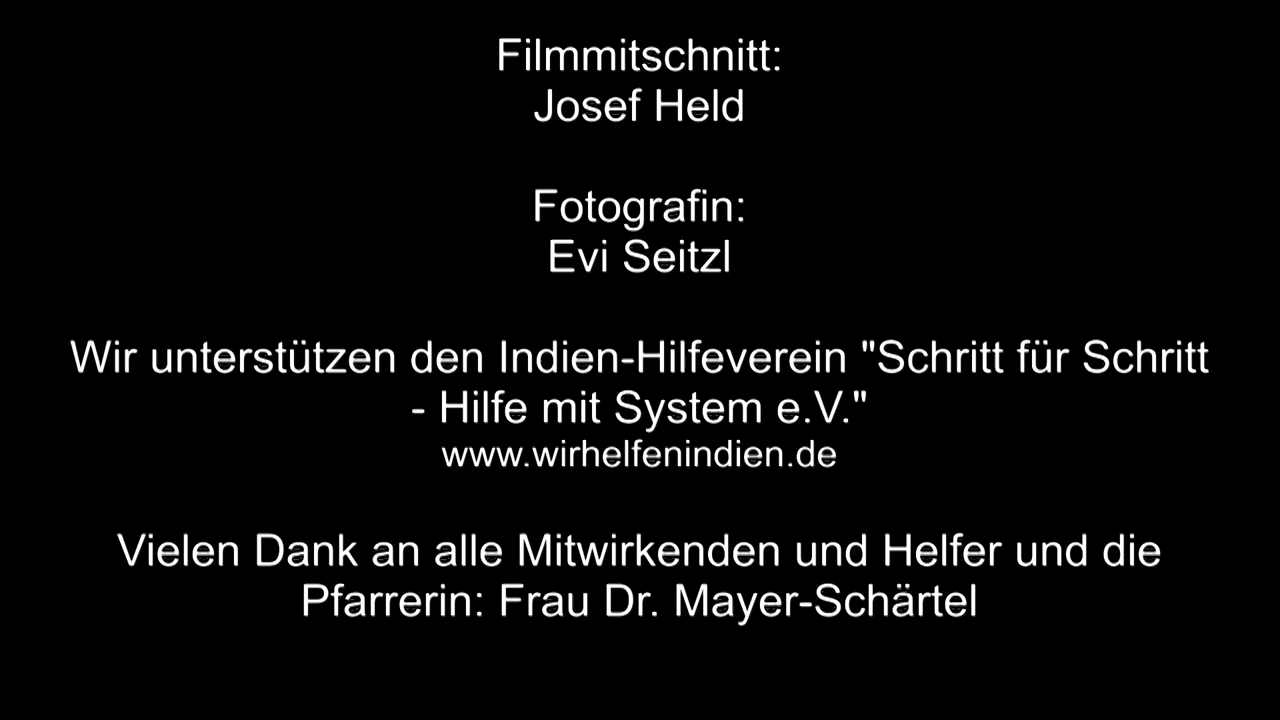 Filmmitschnitt:
Josef Held
Fotografin:
Evi Seitzl
Wir unterstützen den Indien-Hilfeverein "Schritt für Schritt
- Hilfe mit System e.V."
www.wirhelfenindien.de
Vielen Dank an alle Mitwirkenden und Helfer und die
Pfarrerin: Frau Dr. Mayer-Schärtel